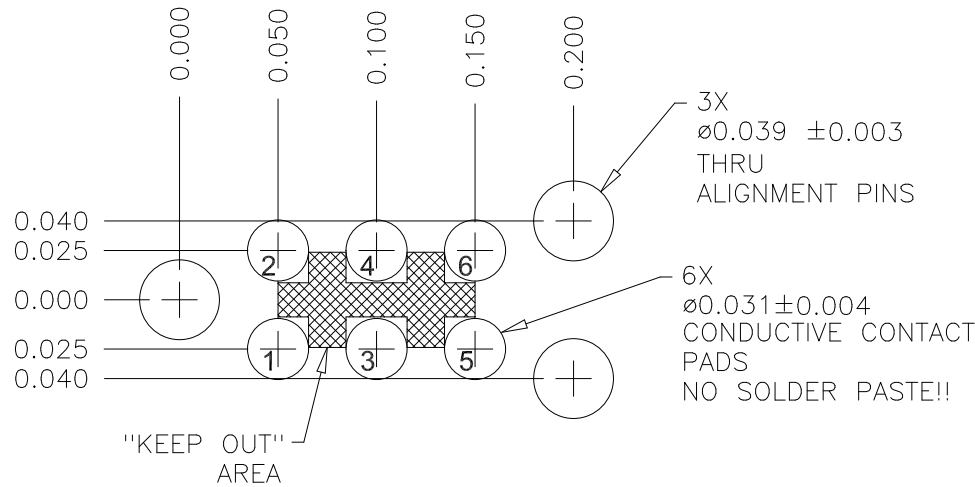 0.000
0.050
0.100
0.150
0.200
3X
⌀0.039 ±0.003
THRU
ALIGNMENT PINS
0.040
0.025
0.000
0.025
0.040
2
4
6
1
3
5
6X
⌀0.031±0.004
CONDUCTIVE CONTACT
PADS
NO SOLDER PASTE!!
"KEEP OUT"
AREA